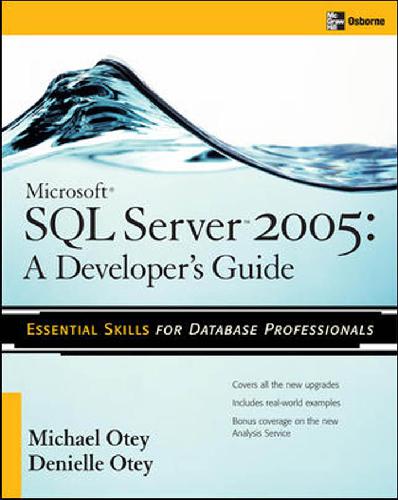 Mc
Graw
Hill
Osborne
Microsoft®
SQL Server™ 2005:
A Developer's Guide
ESSENTIAL SKILLS FOR DATABASE PROFESSIONALS
Covers all the new upgrades
Includes real-world examples
Bonus coverage on the new
Analysis Service
Michael Otey
Denielle Otey